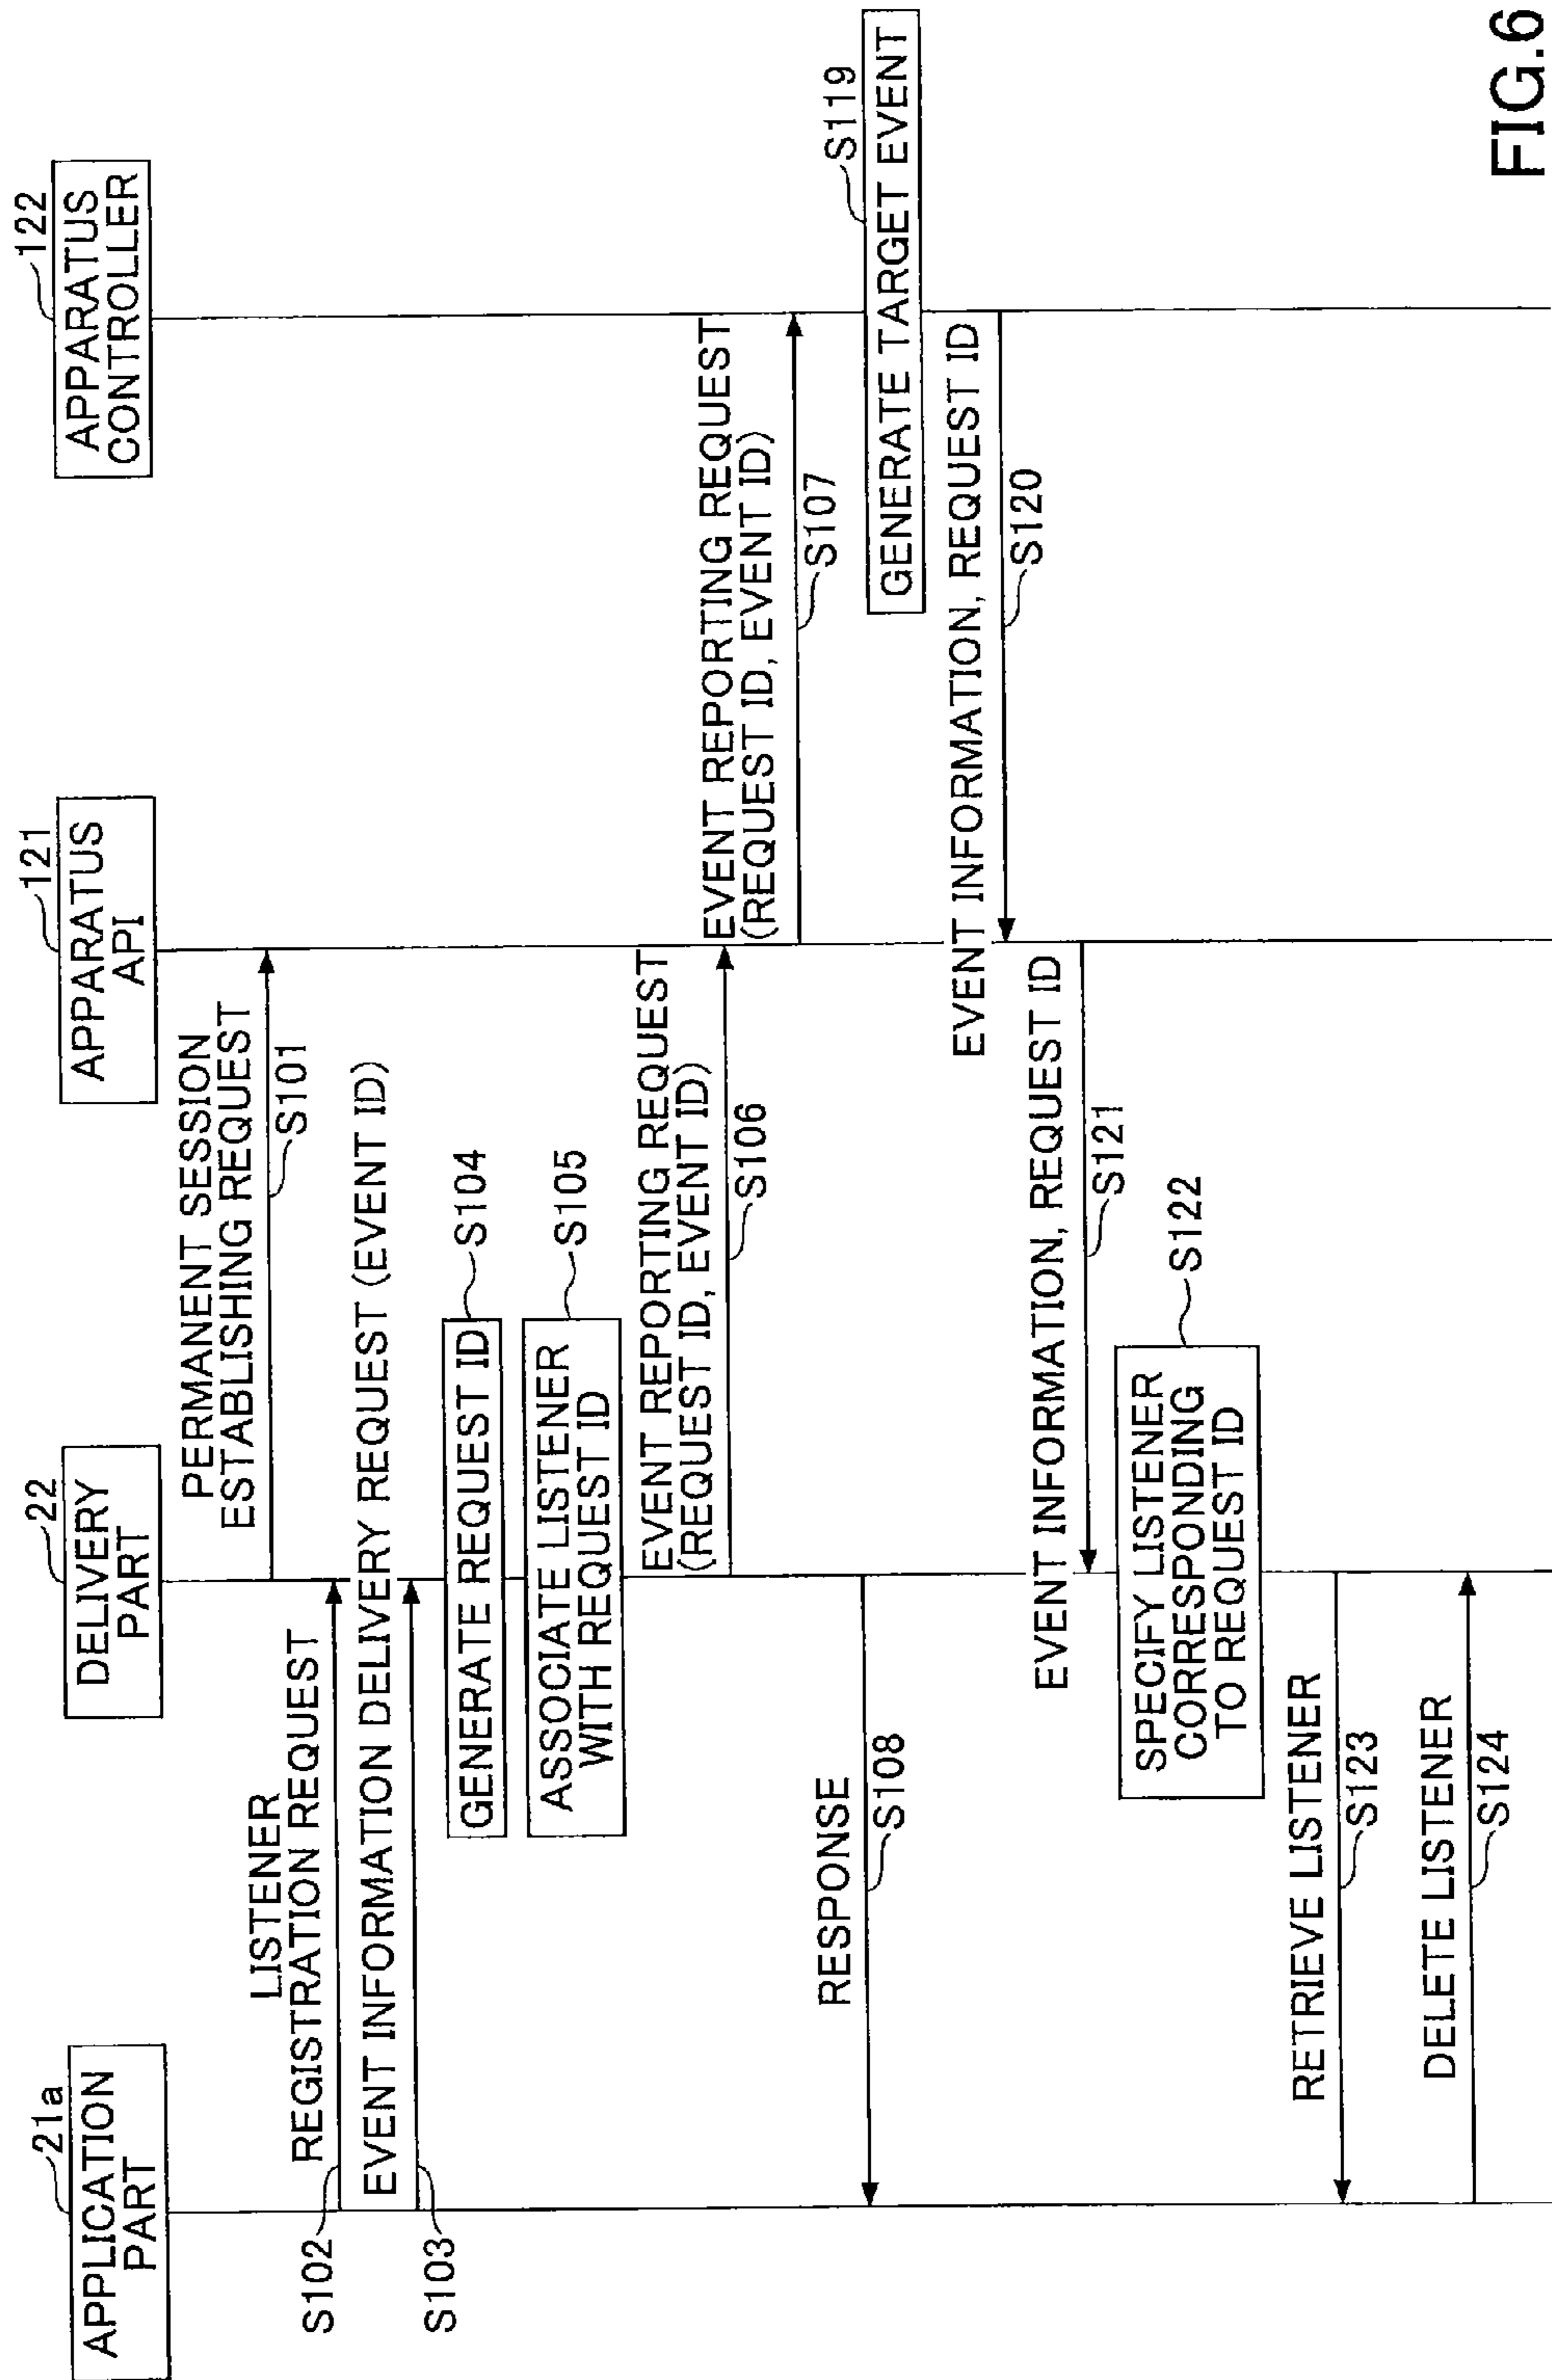 21a
APPLICATION
PART
22
DELIVERY
PART
121
APPARATUS
API
122
APPARATUS
CONTROLLER
PERMANENT SESSION
ESTABLISHING REQUEST
S101
LISTENER
REGISTRATION REQUEST
S102
EVENT INFORMATION DELIVERY REQUEST (EVENT ID)
S103
GENERATE REQUEST ID
S104
ASSOCIATE LISTENER
WITH REQUEST ID
S105
EVENT REPORTING REQUEST
(REQUEST ID, EVENT ID)
S106
EVENT REPORTING REQUEST
(REQUEST ID, EVENT ID)
S107
RESPONSE
S108
GENERATE TARGET EVENT
S119
EVENT INFORMATION, REQUEST ID
S120
EVENT INFORMATION, REQUEST ID
S121
SPECIFY LISTENER
CORRESPONDING
TO REQUEST ID
S122
RETRIEVE LISTENER
S123
DELETE LISTENER
S124
FIG.6